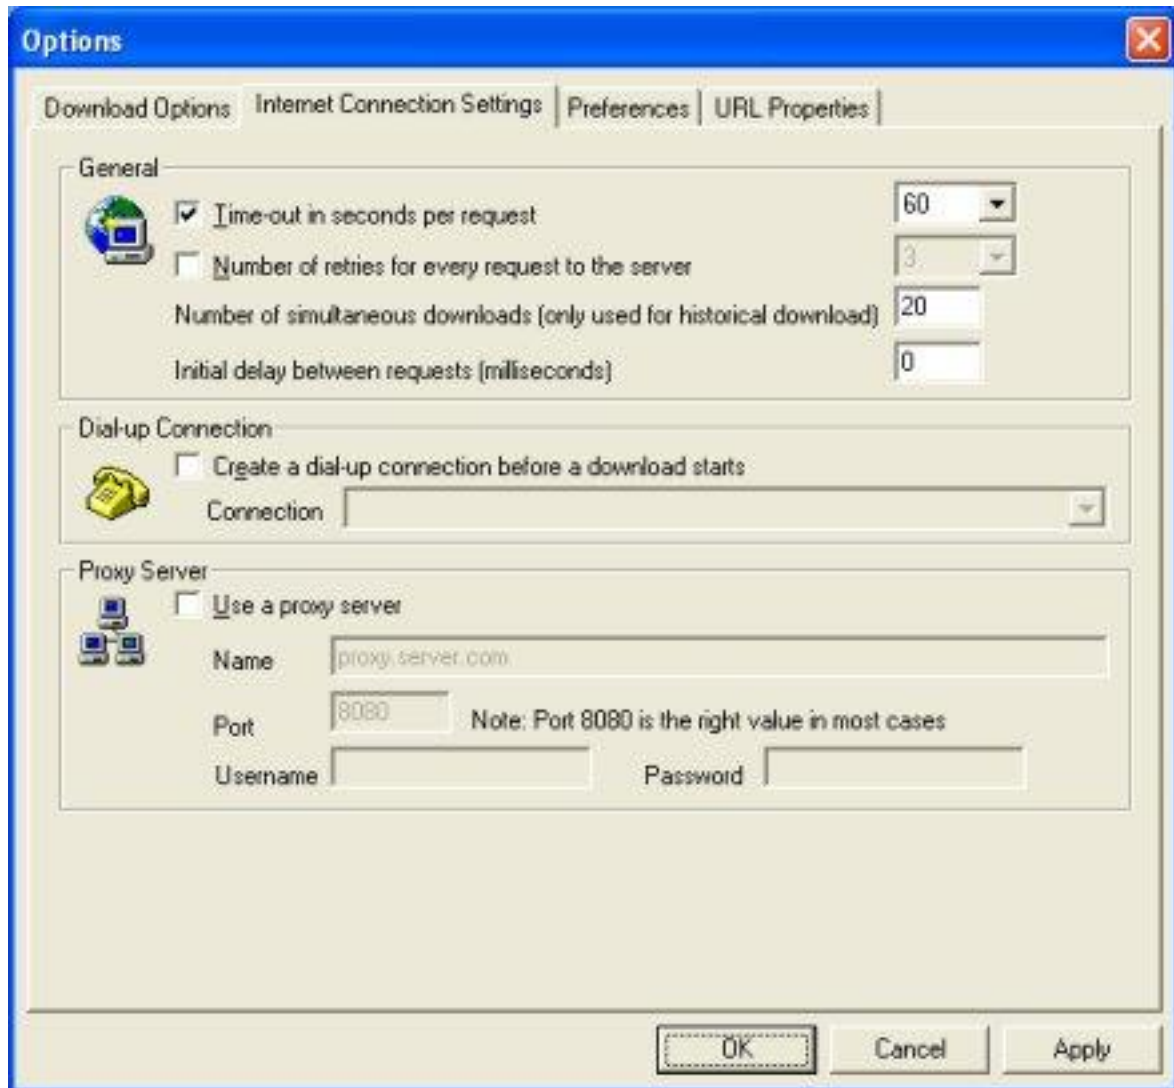 Options
Download Options Internet Connection Settings Preferences URL Properties
General
Time-out in seconds per request 60
Number of retries for every request to the server 3
Number of simultaneous downloads (only used for historical download) 20
Initial delay between requests (milliseconds) 0
Dial-up Connection
Create a dial-up connection before a download starts
Connection
Proxy Server
Use a proxy server
Name proxy.server.com
Port 8080 Note: Port 8080 is the right value in most cases
Username Password
OK Cancel Apply